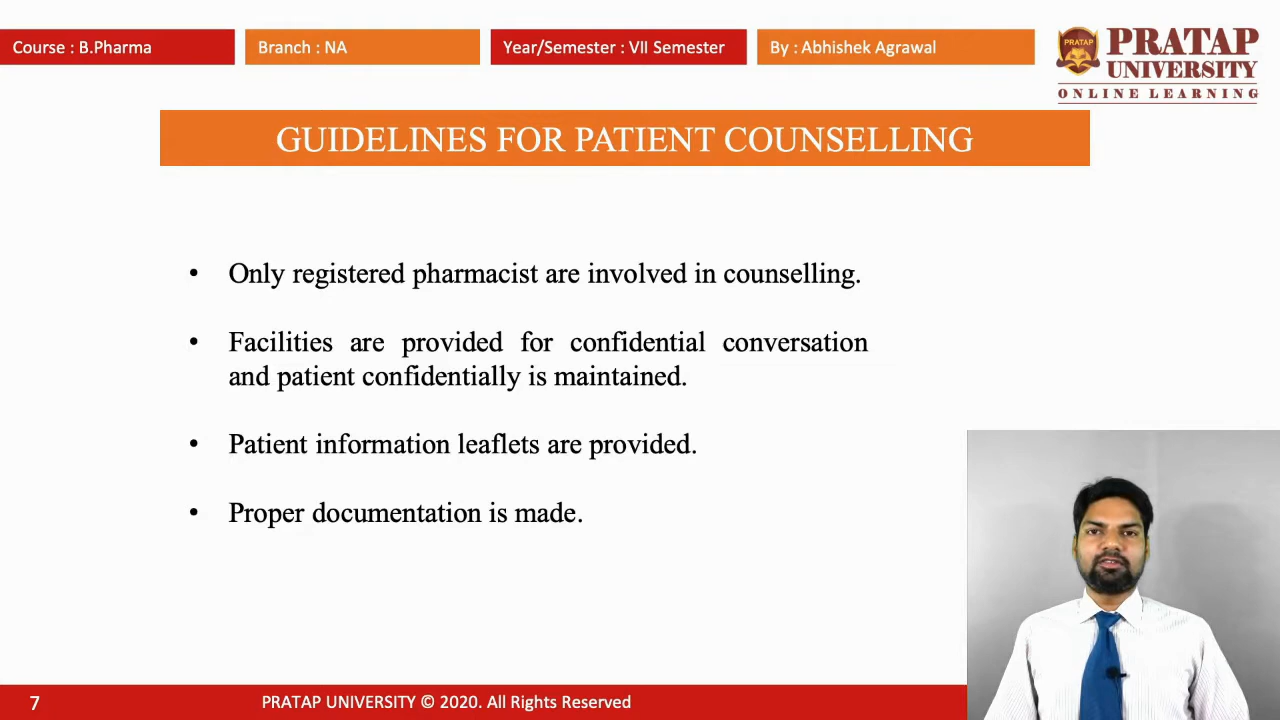 Course : B.Pharma
Branch : NA
Year/Semester : VII Semester
By : Abhishek Agrawal
PRATAP
PRATAP
UNIVERSITY
ONLINE LEARNING
GUIDELINES FOR PATIENT COUNSELLING
• Only registered pharmacist are involved in counselling.
• Facilities are provided for confidential conversation
and patient confidentially is maintained.
• Patient information leaflets are provided.
• Proper documentation is made.
7
PRATAP UNIVERSITY © 2020. All Rights Reserved